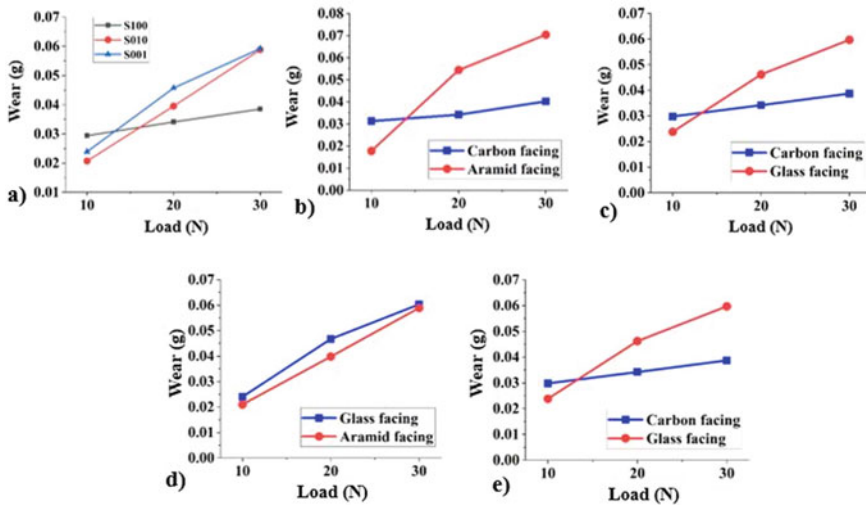 0.07
0.06
0.05
0.04
0.03
0.02
0.01
Wear (g)
S100
S010
S001
10 20 30
Load (N)
a)
0.08
0.07
0.06
0.05
0.04
0.03
0.02
0.01
0.00
Wear (g)
Carbon facing
Aramid facing
10 20 30
Load (N)
b)
0.07
0.06
0.05
0.04
0.03
0.02
0.01
0.00
Wear (g)
Carbon facing
Glass facing
10 20 30
Load (N)
c)
0.07
0.06
0.05
0.04
0.03
0.02
0.01
0.00
Wear (g)
Glass facing
Aramid facing
10 20 30
Load (N)
d)
0.07
0.06
0.05
0.04
0.03
0.02
0.01
0.00
Wear (g)
Carbon facing
Glass facing
10 20 30
Load (N)
e)